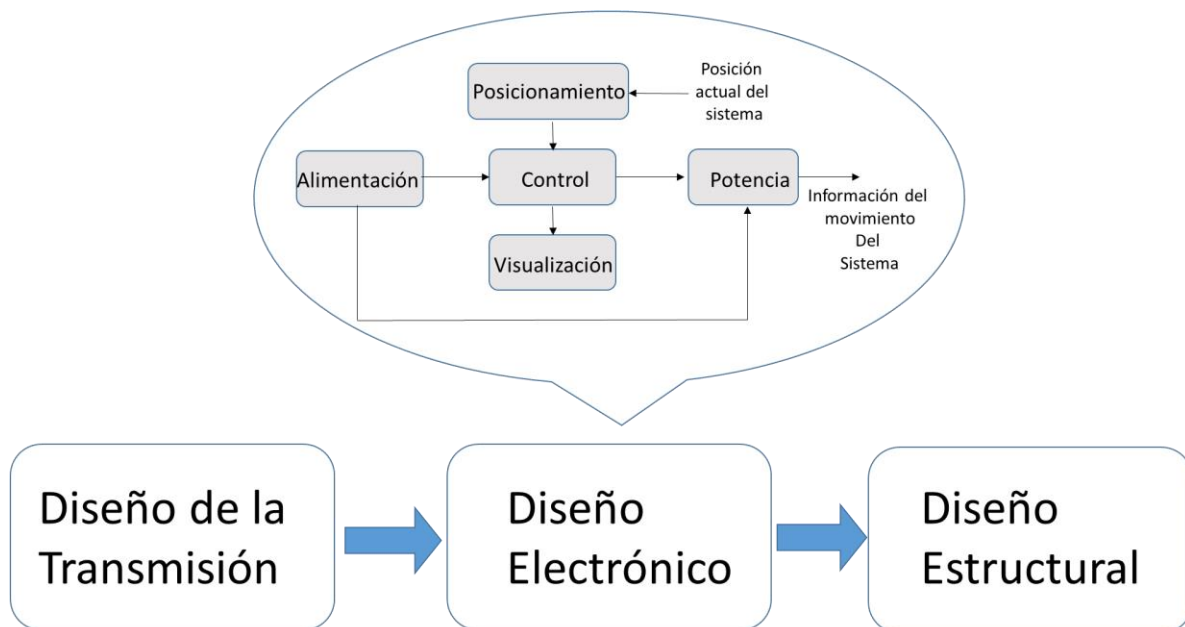 Posicionamiento
Posición
actual del
sistema
Alimentación
Control
Potencia
Información del
movimiento
Del
Sistema
Visualización
Diseño de la
Transmisión
Diseño
Electrónico
Diseño
Estructural